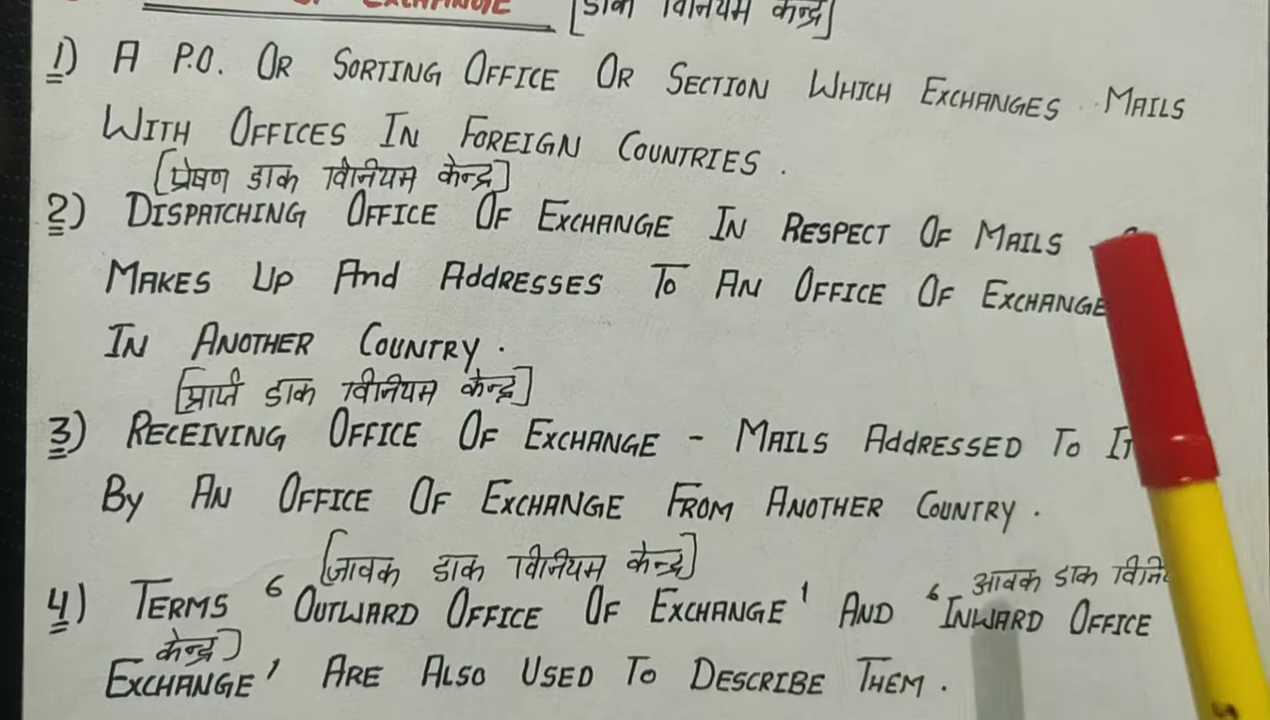 OF EXCHANGE [डाक विनियम केन्द्र]
1) A P.O. OR SORTING OFFICE OR SECTION WHICH EXCHANGES MAILS
WITH OFFICES IN FOREIGN COUNTRIES.
[प्रेषण डाक विनियम केन्द्र]
2) DISPATCHING OFFICE OF EXCHANGE IN RESPECT OF MAILS
MAKES UP And AddRESSES TO AN OFFICE OF EXCHANGE
IN ANOTHER COUNTRY.
[प्राप्त डाक विनियम केन्द्र]
3) RECEIVING OFFICE OF EXCHANGE - MAILS AddRESSED TO IT
BY AN OFFICE OF EXCHANGE FROM ANOTHER COUNTRY.
[जावक डाक विनियम केन्द्र] आवक डाक
4) TERMS ‘OUTWARD OFFICE OF EXCHANGE’ AND ‘INWARD OFFICE
केन्द्र]
EXCHANGE’ ARE ALSO USED TO DESCRIBE THEM.